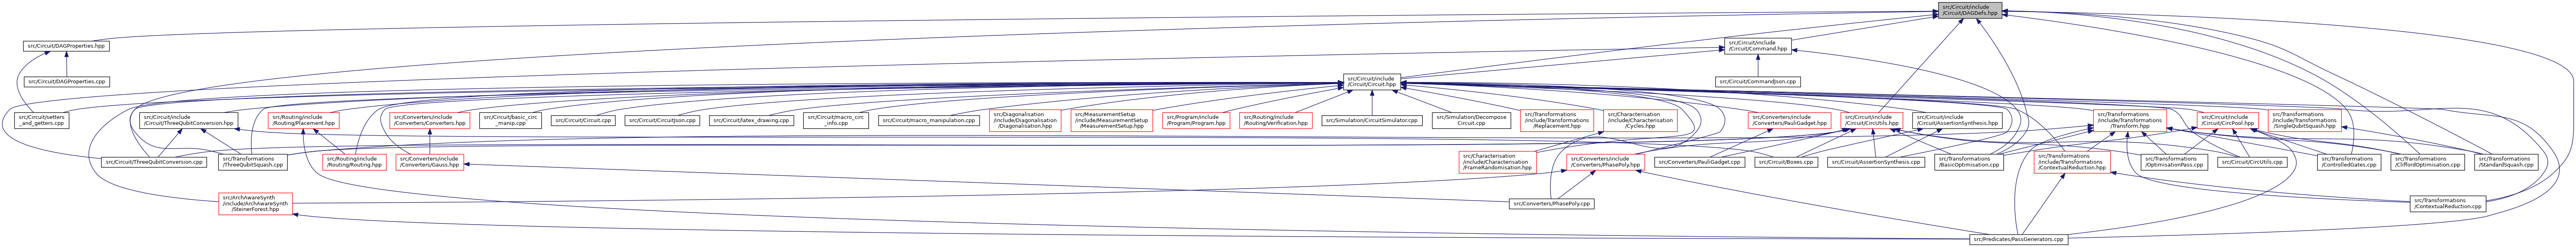 src/Circuit/include
/Circuit/DAGDefs.hpp
src/Circuit/DAGProperties.hpp
src/Circuit/include
/Circuit/Command.hpp
src/Circuit/DAGProperties.cpp
src/Circuit/include
/Circuit/Circuit.hpp
src/Circuit/CommandJson.cpp
src/Circuit/setters
_and_getters.cpp
src/Circuit/include
/Circuit/ThreeQubitConversion.hpp
src/Routing/include
/Routing/Placement.hpp
src/Converters/include
/Converters/Converters.hpp
src/Circuit/basic_circ
_manip.cpp
src/Circuit/Circuit.cpp
src/Circuit/CircuitJson.cpp
src/Circuit/latex_drawing.cpp
src/Circuit/macro_circ
_info.cpp
src/Circuit/macro_manipulation.cpp
src/Diagonalisation
/include/Diagonalisation
/Diagonalisation.hpp
src/MeasurementSetup
/include/MeasurementSetup
/MeasurementSetup.hpp
src/Program/include
/Program/Program.hpp
src/Routing/include
/Routing/Verification.hpp
src/Simulation/CircuitSimulator.cpp
src/Simulation/Decompose
Circuit.cpp
src/Transformations
/include/Transformations
/Replacement.hpp
src/Characterisation
/include/Characterisation
/Cycles.hpp
src/Converters/include
/Converters/PauliGadget.hpp
src/Circuit/include
/Circuit/CircUtils.hpp
src/Circuit/include
/Circuit/AssertionSynthesis.hpp
src/Transformations
/include/Transformations
/Transform.hpp
src/Circuit/include
/Circuit/CircPool.hpp
src/Transformations
/include/Transformations
/SingleQubitSquash.hpp
src/Circuit/ThreeQubitConversion.cpp
src/Transformations
/ThreeQubitSquash.cpp
src/Routing/include
/Routing/Routing.hpp
src/Converters/include
/Converters/Gauss.hpp
src/Characterisation
/include/Characterisation
/FrameRandomisation.hpp
src/Converters/include
/Converters/PhasePoly.hpp
src/Converters/PauliGadget.cpp
src/Circuit/Boxes.cpp
src/Circuit/AssertionSynthesis.cpp
src/Transformations
/BasicOptimisation.cpp
src/Transformations
/include/Transformations
/ContextualReduction.hpp
src/Transformations
/OptimisationPass.cpp
src/Circuit/CircUtils.cpp
src/Transformations
/ControlledGates.cpp
src/Transformations
/CliffordOptimisation.cpp
src/Transformations
/StandardSquash.cpp
src/ArchAwareSynth
/include/ArchAwareSynth
/SteinerForest.hpp
src/Converters/PhasePoly.cpp
src/Transformations
/ContextualReduction.cpp
src/Predicates/PassGenerators.cpp